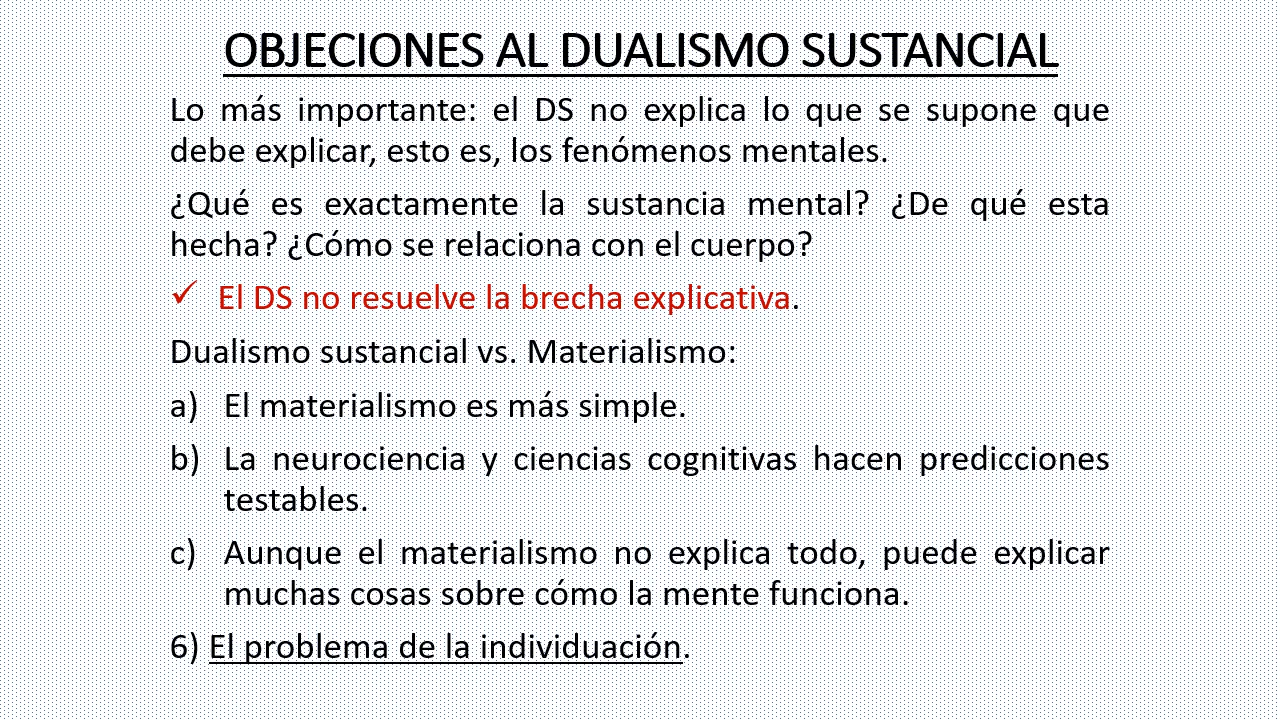 OBJECIONES AL DUALISMO SUSTANCIAL
Lo más importante: el DS no explica lo que se supone que
debe explicar, esto es, los fenómenos mentales.
¿Qué es exactamente la sustancia mental? ¿De qué esta
hecha? ¿Cómo se relaciona con el cuerpo?
✓ El DS no resuelve la brecha explicativa.
Dualismo sustancial vs. Materialismo:
a) El materialismo es más simple.
b) La neurociencia y ciencias cognitivas hacen predicciones
testables.
c) Aunque el materialismo no explica todo, puede explicar
muchas cosas sobre cómo la mente funciona.
6) El problema de la individuación.